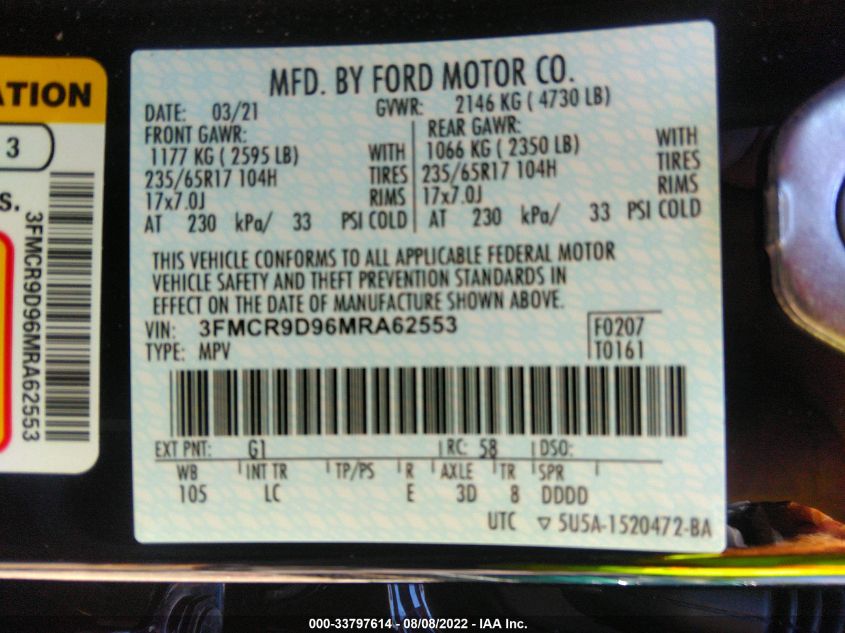 ATION
3
S.
3FMCR9D96MRA62553
MFD. BY FORD MOTOR CO.
DATE: 03/21 GVWR: 2146 KG ( 4730 LB)
FRONT GAWR: REAR GAWR:
1177 KG ( 2595 LB) WITH 1066 KG ( 2350 LB) WITH
235/65R17 104H TIRES 235/65R17 104H TIRES
17x7.0J RIMS 17x7.0J RIMS
AT 230 kPa/ 33 PSI COLD AT 230 kPa/ 33 PSI COLD
THIS VEHICLE CONFORMS TO ALL APPLICABLE FEDERAL MOTOR
VEHICLE SAFETY AND THEFT PREVENTION STANDARDS IN
EFFECT ON THE DATE OF MANUFACTURE SHOWN ABOVE.
VIN: 3FMCR9D96MRA62553 F0207
TYPE: MPV T0161
EXT PNT: G1 RC: 58 DSO:
WB INT TR TP/PS R AXLE TR SPR
105 LC E 3D 8 DDDD
UTC ▽ 5U5A-1520472-BA
000-33797614 - 08/08/2022 - IAA Inc.